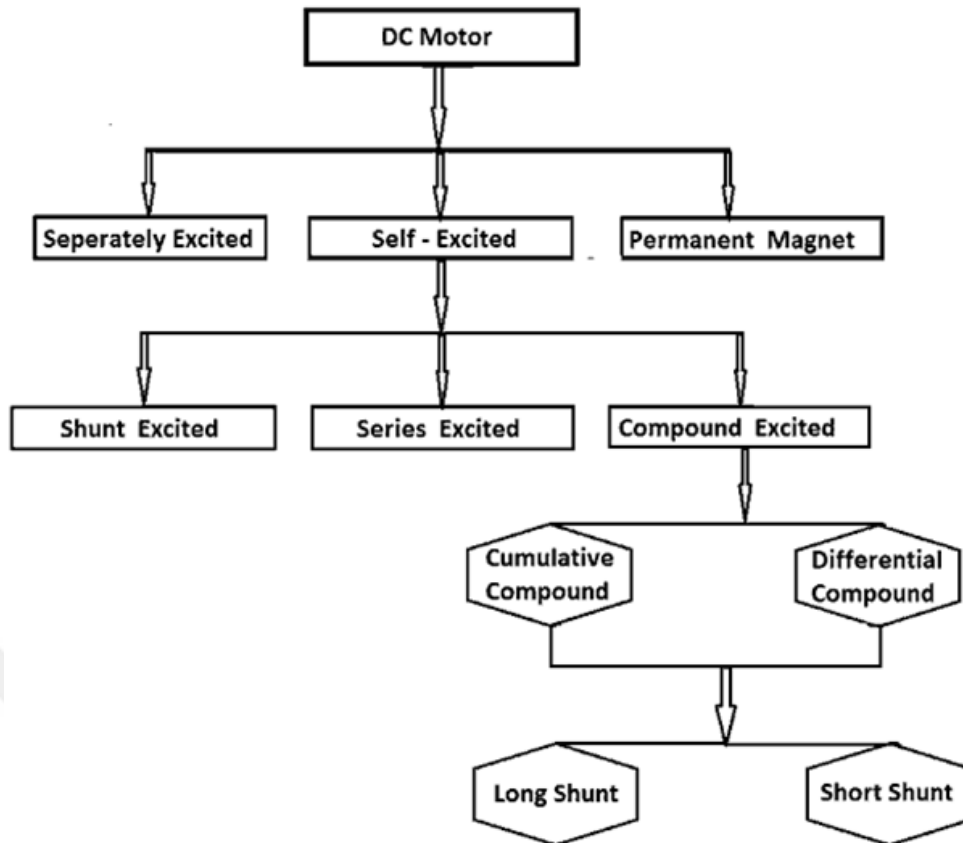 DC Motor
Seperately Excited
Self - Excited
Permanent Magnet
Shunt Excited
Series Excited
Compound Excited
Cumulative
Compound
Differential
Compound
Long Shunt
Short Shunt